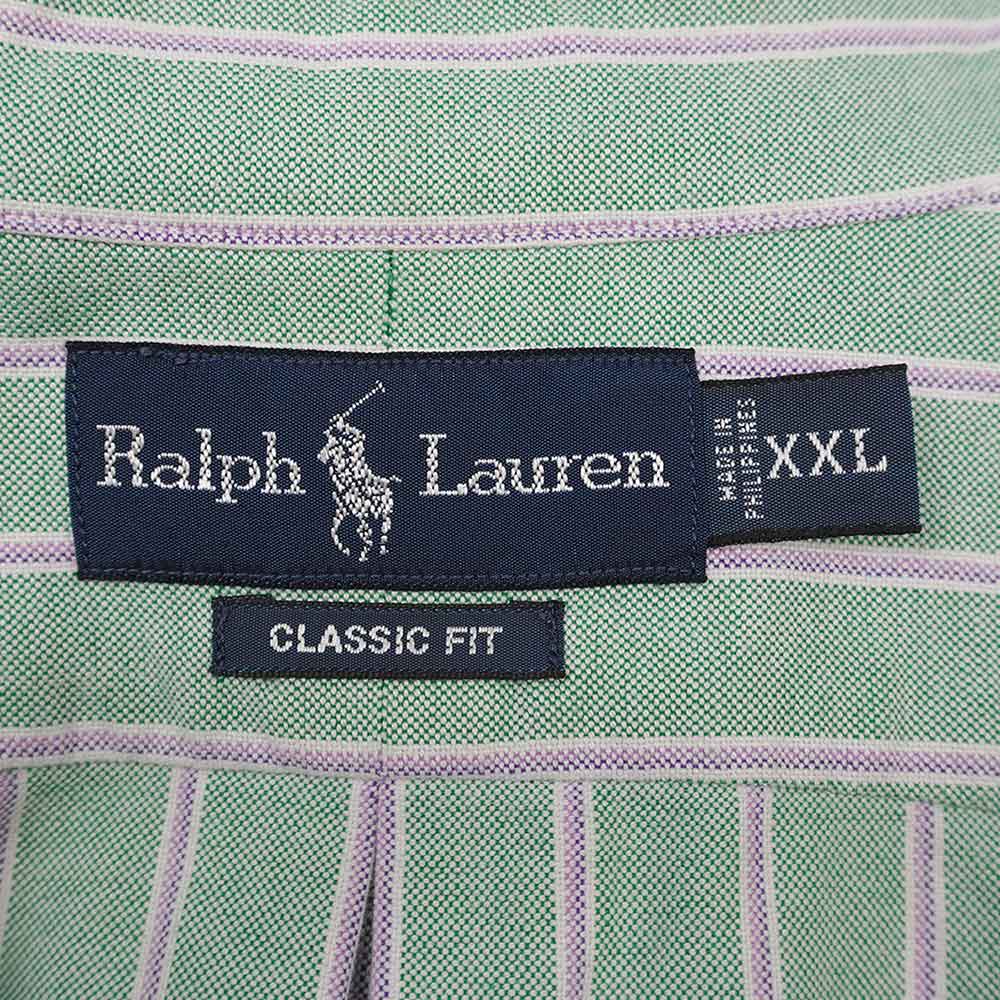 Ralph Lauren
MADE IN
PHILIPPINES
XXL
CLASSIC FIT